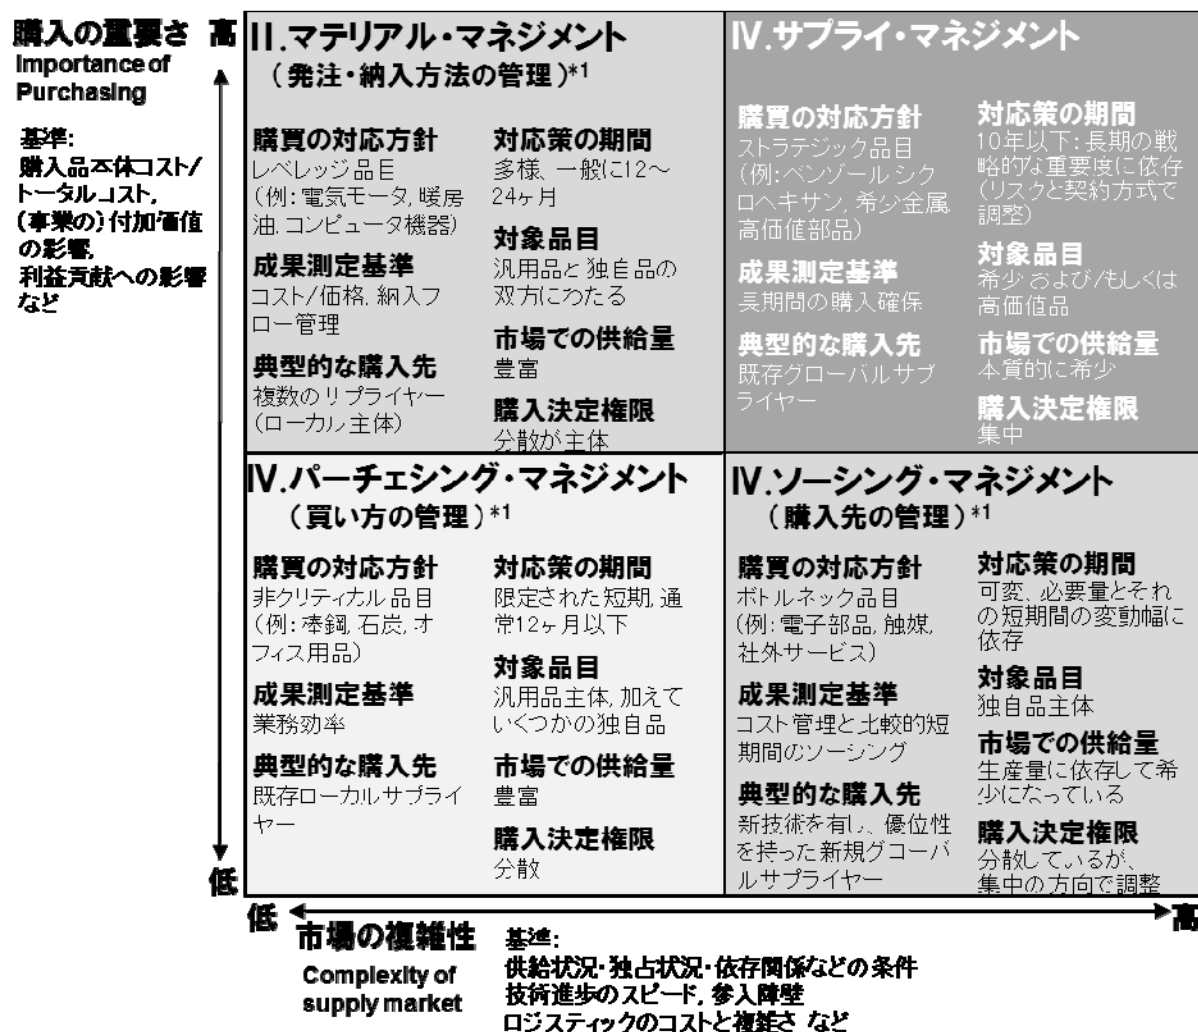 購入の重要さ
Importance of
Purchasing
基準:
購入品本体コスト/
トータルコスト,
(事業の)付加価値
の影響,
利益貢献への影響
など
高
低
II.マテリアル・マネジメント
(発注・納入方法の管理)*1
購買の対応方針
レベレッジ品目
(例:電気モータ,暖房
油,コンピュータ機器)
成果測定基準
コスト/価格,納入フ
ロー管理
典型的な購入先
複数のリプライヤー
(ローカル主体)
対応策の期間
多様、一般に12~
24ヶ月
対象品目
汎用品と独自品の
双方にわたる
市場での供給量
豊富
購入決定権限
分散が主体
IV.サプライ・マネジメント
購買の対応方針
ストラテジック品目
(例:ベンゾールシク
ロヘキサン,希少金属,
高価値部品)
成果測定基準
長期間の購入確保
典型的な購入先
既存グローバルサプ
ライヤー
対応策の期間
10年以下:長期の戦
略的な重要度に依存
(リスクと契約方式で
調整)
対象品目
希少および/もしくは
高価値品
市場での供給量
本質的に希少
購入決定権限
集中
IV.パーチェシング・マネジメント
(買い方の管理)*1
購買の対応方針
非クリティカル品目
(例:棒鋼,石炭,オ
フィス用品)
成果測定基準
業務効率
典型的な購入先
既存ローカルサプライ
ヤー
対応策の期間
限定された短期,通
常12ヶ月以下
対象品目
汎用品主体,加えて
いくつかの独自品
市場での供給量
豊富
購入決定権限
分散
IV.ソーシング・マネジメント
(購入先の管理)*1
購買の対応方針
ボトルネック品目
(例:電子部品,触媒,
社外サービス)
成果測定基準
コスト管理と比較的短
期間のソーシング
典型的な購入先
新技術を有し、優位性
を持った新規グローバ
ルサプライヤー
対応策の期間
可変、必要量とそれ
の短期間の変動幅に
依存
対象品目
独自品主体
市場での供給量
生産量に依存して希
少になっている
購入決定権限
分散しているが、
集中の方向で調整
低
高
市場の複雑性
Complexity of
supply market
基準:
供給状況・独占状況・依存関係などの条件
技術進歩のスピード,参入障壁
ロジスティックのコストと複雑さ など